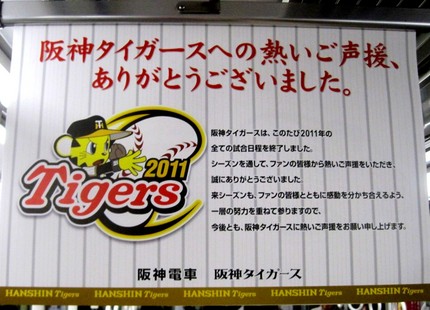 阪神タイガースへの熱いご声援、
ありがとうございました。
2011
Tigers
阪神タイガースは、このたび2011年の
全ての試合日程を終了しました。
シーズンを通して、ファンの皆様から熱いご声援をいただき、
誠にありがとうございました。
来シーズンも、ファンの皆様とともに感動を分かち合えるよう、
一層の努力を重ねて参りますので、
今後とも、阪神タイガースに熱いご声援をお願い申し上げます。
阪神電車 阪神タイガース
HANSHIN Tigers HANSHIN Tigers HANSHIN Tigers HANSHIN Tigers HANSHIN Tigers